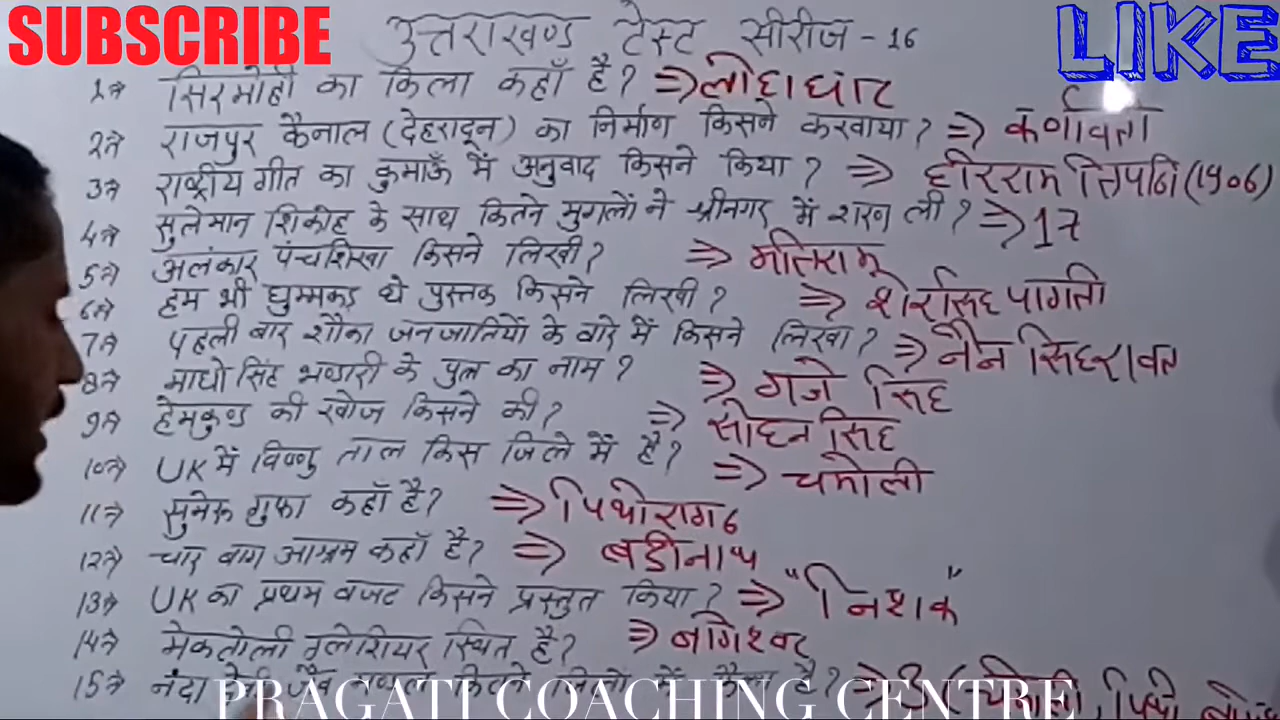 SUBSCRIBE
LIKE
उत्तराखण्ड टेस्ट सीरीज - 16
1⇒ सिरमोही का किला कहाँ है? ⇒ लोहाघाट
2⇒ राजपुर कैनाल (देहरादून) का निर्माण किसने करवाया? ⇒ कर्णावती
3⇒ राष्ट्रीय गीत का कुमाऊँ में अनुवाद किसने किया? ⇒ (1906)
4⇒ सुलेमान शिकोह के साथ कितने मुगलों ने श्रीनगर में शरण ली? ⇒ 17
5⇒ अलंकार पंचशिखा किसने लिखी? ⇒ मतिराम
6⇒ हम भी घुम्मकड़ थे पुस्तक किसने लिखी? ⇒ शेरसिंह पांगती
7⇒ पहली बार शौका जनजातियों के बारे में किसने लिखा? ⇒ नैन सिंह रावत
8⇒ माधो सिंह भण्डारी के पुत्र का नाम? ⇒ गजे सिंह
9⇒ हेमकुण्ड की खोज किसने की? ⇒ सोहन सिंह
10⇒ UK में विष्णु ताल किस जिले में है? ⇒ चमोली
11⇒ सुमेरू गुफा कहाँ है? ⇒ पिथौरागढ़
12⇒ चार बाग आश्रम कहाँ है? ⇒ बद्रीनाथ
13⇒ UK का प्रथम बजट किसने प्रस्तुत किया? ⇒ "निशंक"
14⇒ मेकतोली ग्लेशियर स्थित है? ⇒ बागेश्वर
15⇒ नंदा है? ⇒ 3 (चमोली,
PRAGATI COACHING CENTRE